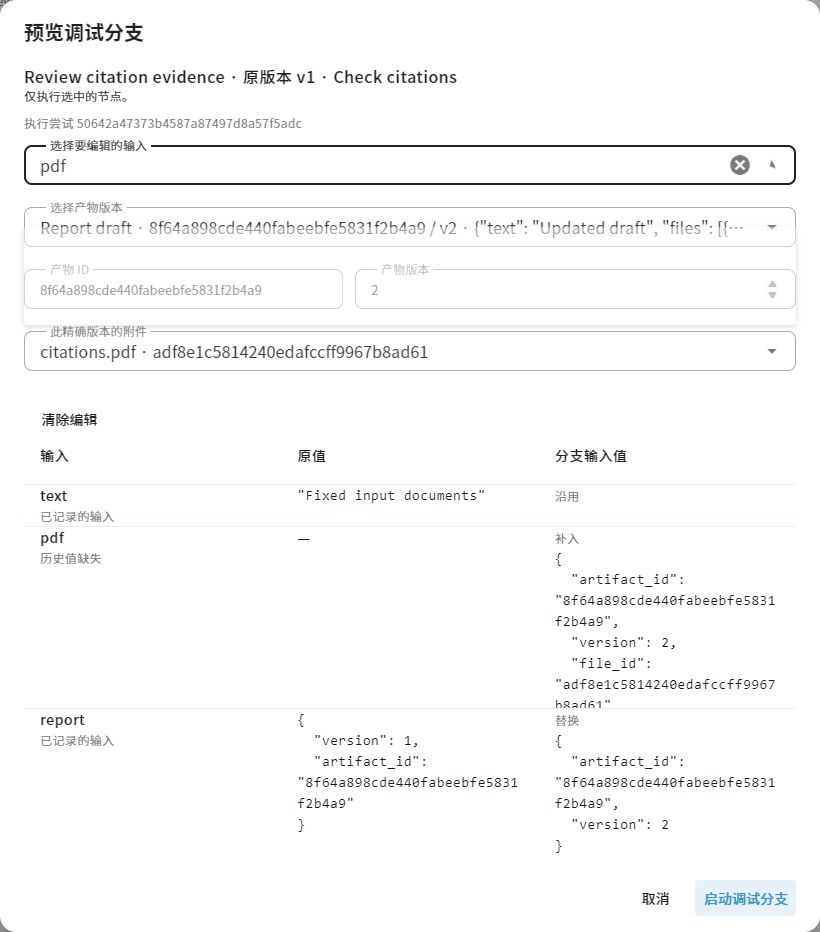 预览调试分支
Review citation evidence · 原版本 v1 · Check citations
仅执行选中的节点。
执行尝试 50642a47373b4587a87497d8a57f5adc
选择要编辑的输入
pdf
选择产物版本
Report draft · 8f64a898cde440fabeebfe5831f2b4a9 / v2 · {"text": "Updated draft", "files": [{…
产物 ID
产物版本
8f64a898cde440fabeebfe5831f2b4a9
2
此精确版本的附件
citations.pdf · adf8e1c5814240edafccff9967b8ad61
清除编辑
输入
原值
分支输入值
text
"Fixed input documents"
沿用
已记录的输入
pdf
—
补入
历史值缺失
{
"artifact_id":
"8f64a898cde440fabeebfe5831
f2b4a9",
"version": 2,
"file_id":
"adf8e1c5814240edafccff9967
b8ad61"
report
已记录的输入
{
"version": 1,
"artifact_id":
"8f64a898cde440fabeebfe5831
f2b4a9"
}
替换
{
"artifact_id":
"8f64a898cde440fabeebfe5831
f2b4a9",
"version": 2
}
取消
启动调试分支